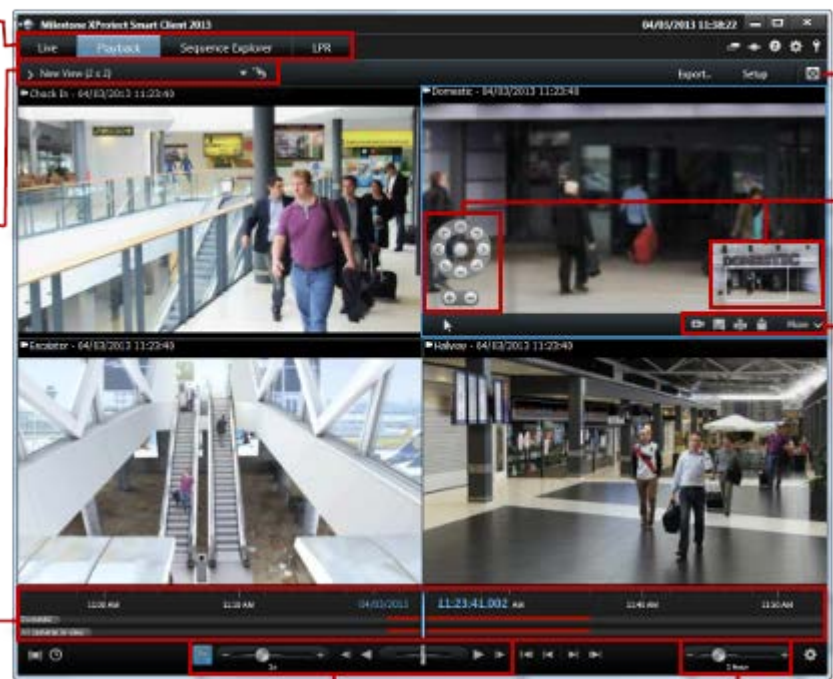 Milestone XProtect Smart Client 2013
04/03/2013 11:38:22
Live Playback Sequence Explorer LPR
New View (2 x 2)
Export... Setup
Check In - 04/03/2013 11:23:40
Domestic - 04/03/2013 11:23:40
DOMESTIC
More
Escalator - 04/03/2013 11:23:40
Hallway - 04/03/2013 11:23:40
11:00 AM 11:10 AM 04/03/2013 11:23:41.002 AM 11:40 AM 11:50 AM
Domestic
1x
1 Hour